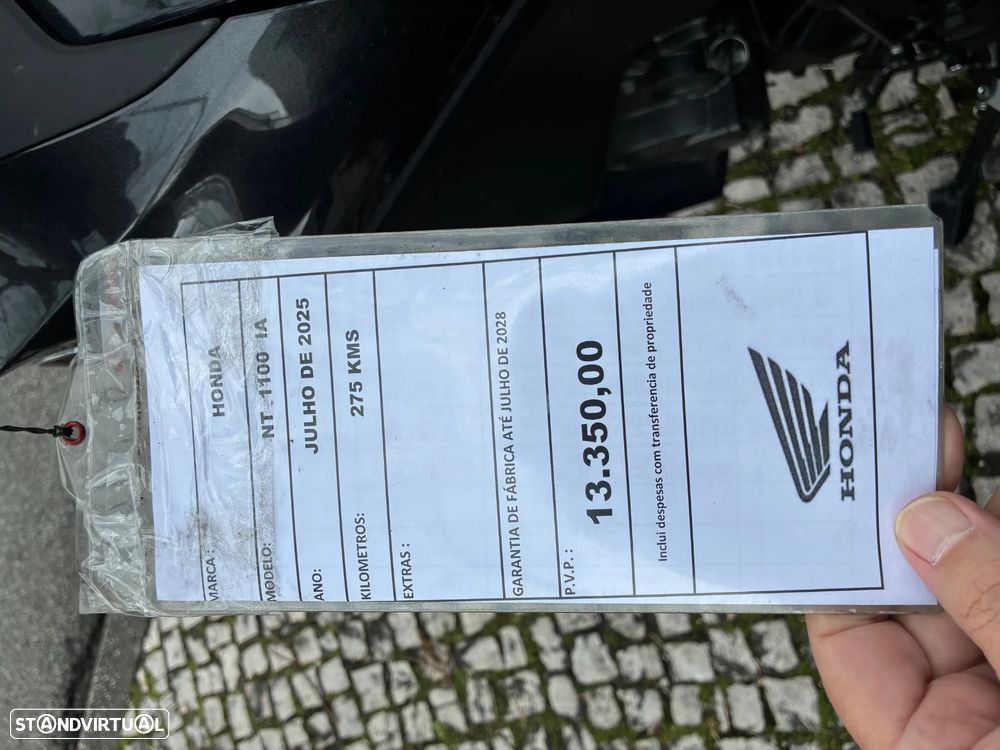 MARCA : HONDA
MODELO: NT -1100 IA
ANO: JULHO DE 2025
KILOMETROS: 275 KMS
EXTRAS :
GARANTIA DE FÁBRICA ATÉ JULHO DE 2028
P.V.P. : 13.350,00
Inclui despesas com transferencia de propriedade
HONDA
STANDVIRTUAL